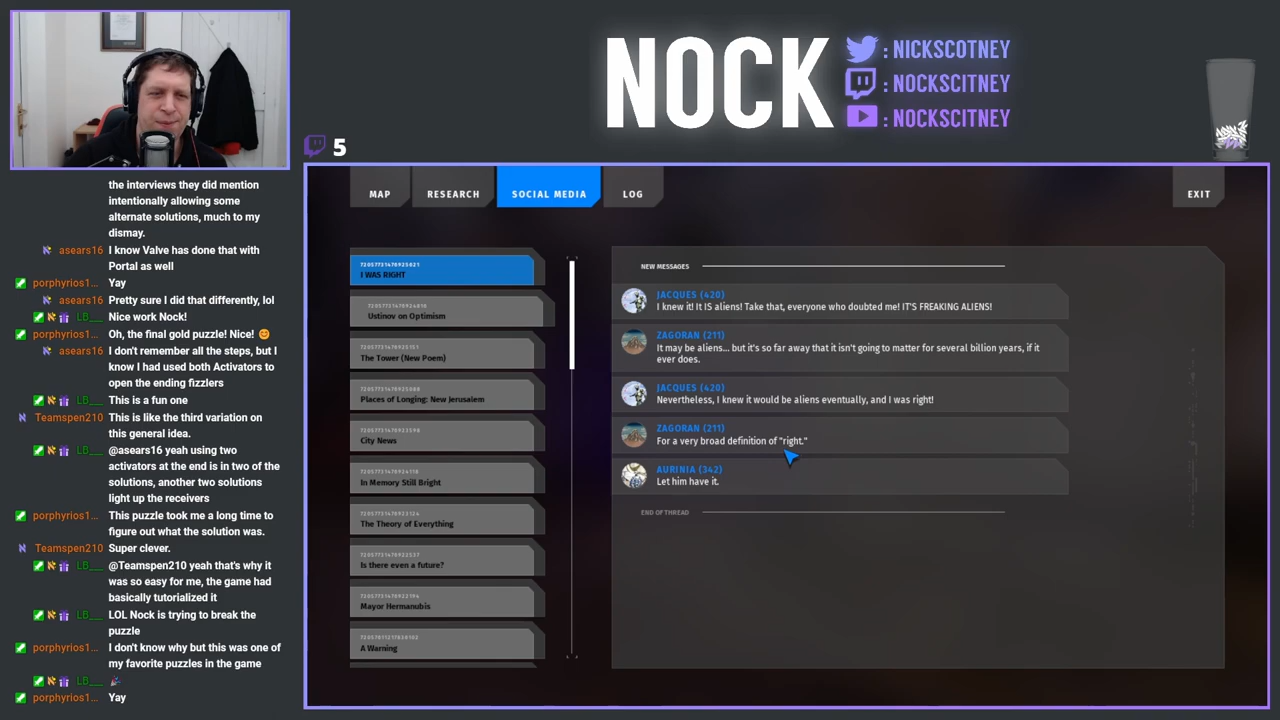 NOCK
: NICKSCOTNEY
: NOCKSCITNEY
: NOCKSCITNEY
5
the interviews they did mention
intentionally allowing some
alternate solutions, much to my
dismay.
asears16 I know Valve has done that with
Portal as well
porphyrios1... Yay
asears16 Pretty sure I did that differently, lol
LB__ Nice work Nock!
porphyrios1... Oh, the final gold puzzle! Nice! 😊
asears16 I don't remember all the steps, but I
know I had used both Activators to
open the ending fizzlers
LB__ This is a fun one
Teamspen210 This is like the third variation on
this general idea.
LB__ @asears16 yeah using two
activators at the end is in two of the
solutions, another two solutions
light up the receivers
porphyrios1... This puzzle took me a long time to
figure out what the solution was.
Teamspen210 Super clever.
LB__ @Teamspen210 yeah that's why it
was so easy for me, the game had
basically tutorialized it
LB__ LOL Nock is trying to break the
puzzle
porphyrios1... I don't know why but this was one of
my favorite puzzles in the game
LB__ 🎉
porphyrios1... Yay
MAP
RESEARCH
SOCIAL MEDIA
LOG
EXIT
I WAS RIGHT
Ustinov on Optimism
The Tower (New Poem)
Places of Longing: New Jerusalem
City News
In Memory Still Bright
The Theory of Everything
Is there even a future?
Mayor Hermanubis
A Warning
NEW MESSAGES
JACQUES (420)
I knew it! It IS aliens! Take that, everyone who doubted me! IT'S FREAKING ALIENS!
ZAGORAN (211)
It may be aliens... but it's so far away that it isn't going to matter for several billion years, if it
ever does.
JACQUES (420)
Nevertheless, I knew it would be aliens eventually, and I was right!
ZAGORAN (211)
For a very broad definition of "right."
AURINIA (342)
Let him have it.
END OF THREAD